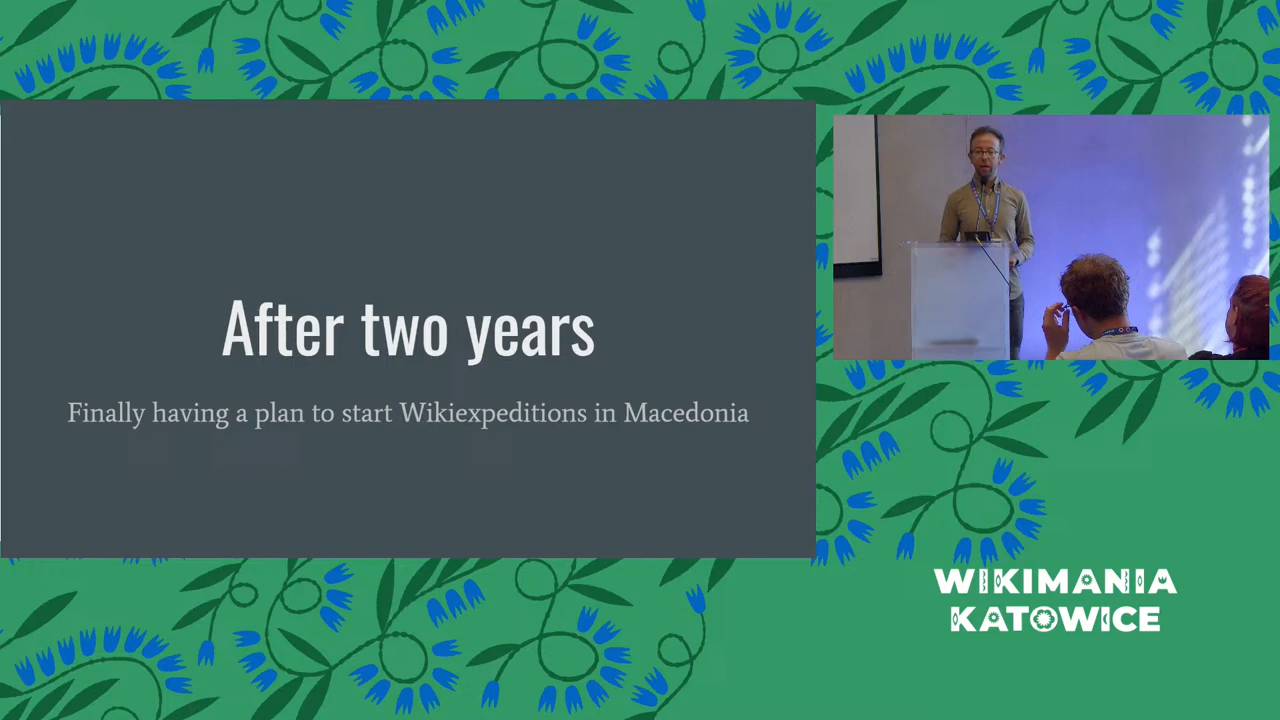 After two years
Finally having a plan to start Wikiexpeditions in Macedonia
WIKIMANIA
KATOWICE